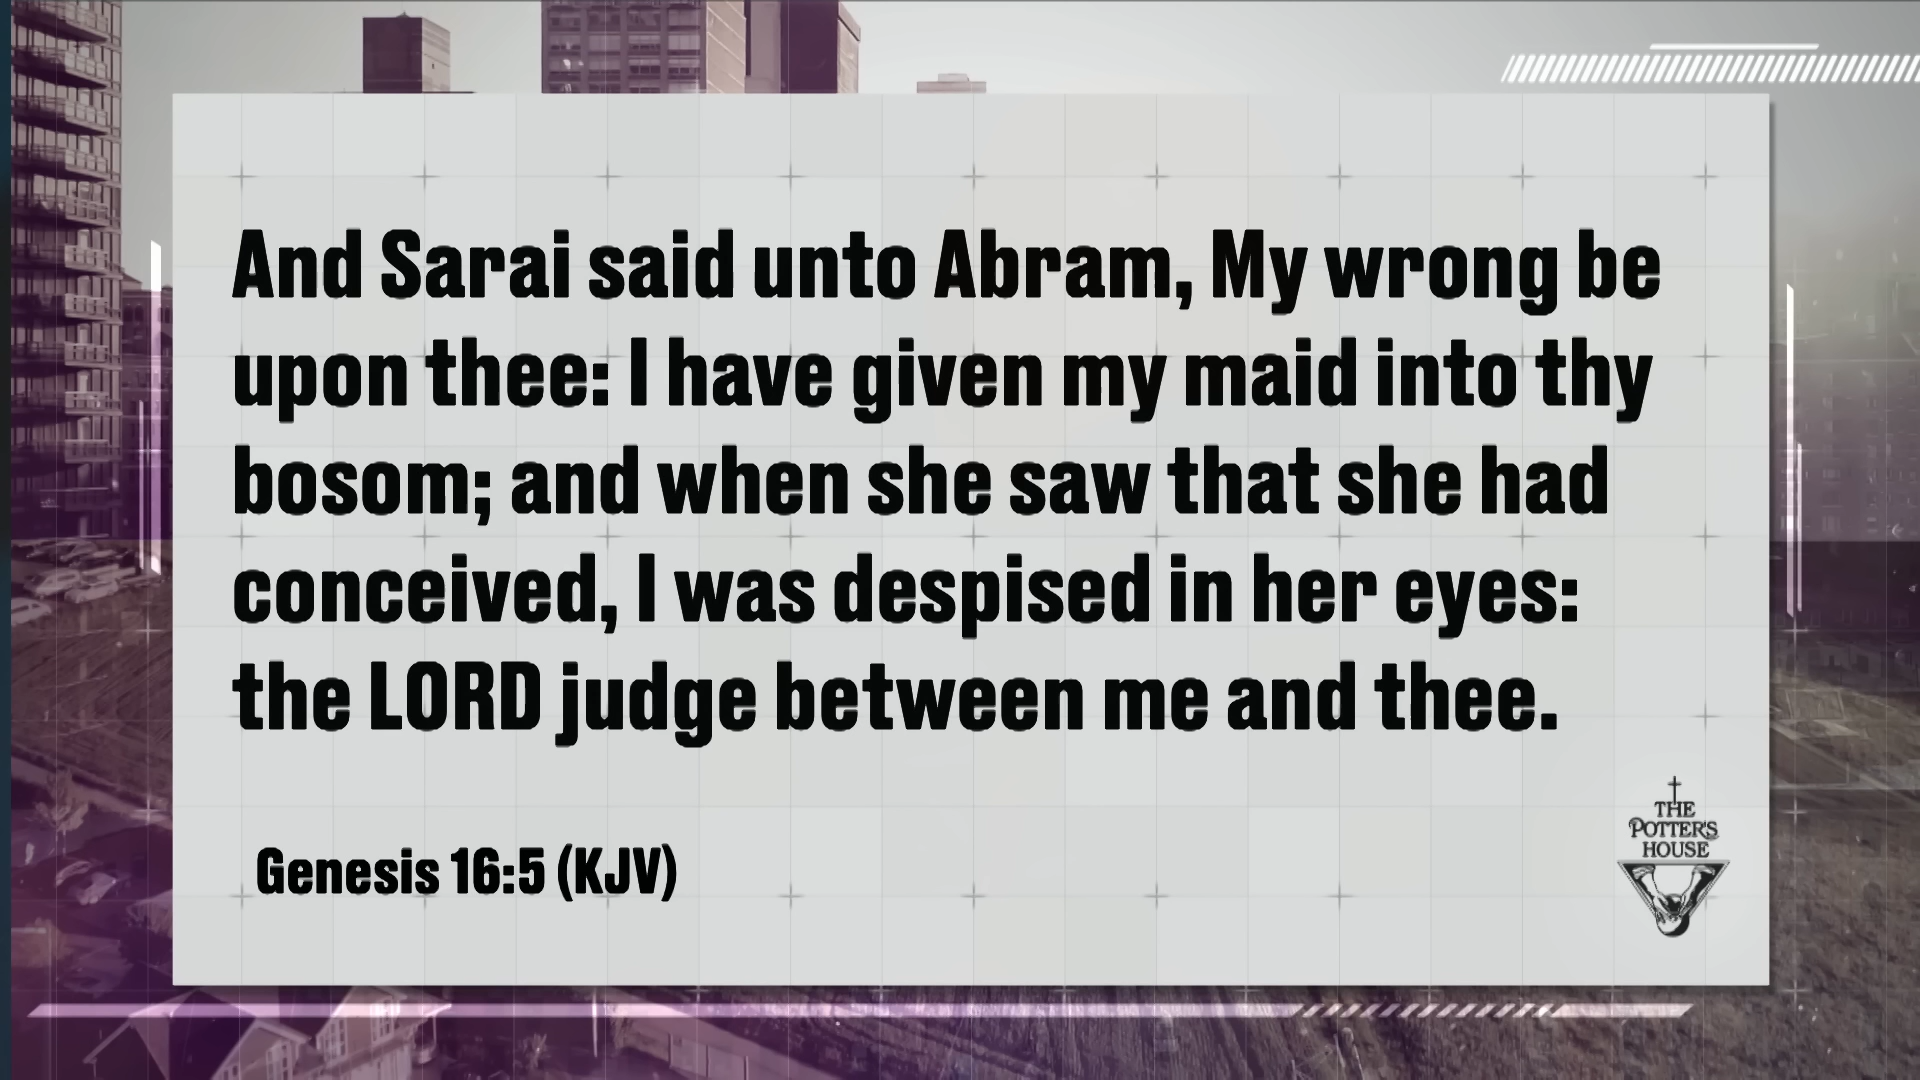 And Sarai said unto Abram, My wrong be
upon thee: I have given my maid into thy
bosom; and when she saw that she had
conceived, I was despised in her eyes:
the LORD judge between me and thee.
Genesis 16:5 (KJV)
THE
POTTER'S
HOUSE